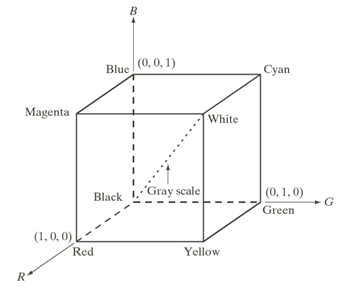 B
Blue (0, 0, 1)
Cyan
Magenta
White
Black
Gray scale
(0, 1, 0)
G
Green
(1, 0, 0)
Red
Yellow
R